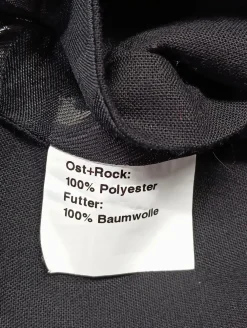 Ost+Rock:
100% Polyester
Futter:
100% Baumwolle